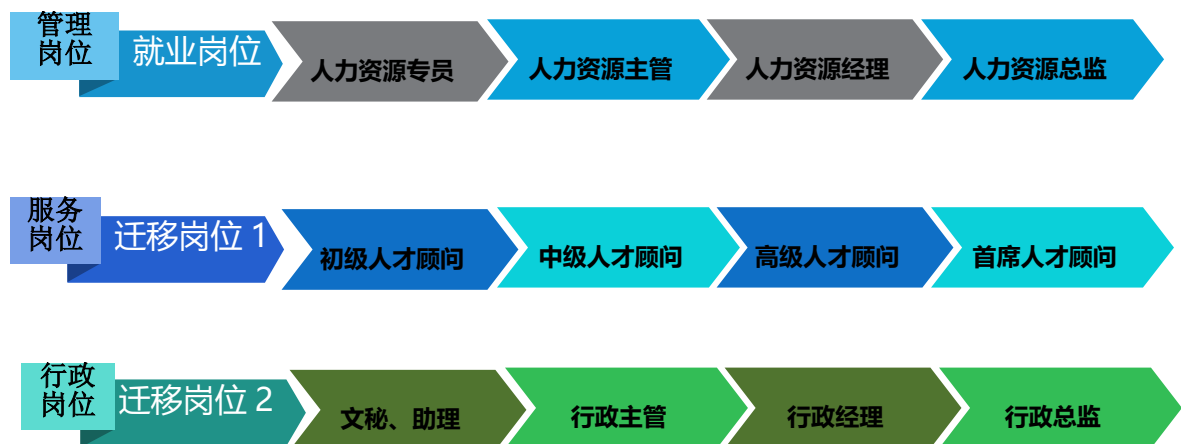 管理
岗位
就业岗位
人力资源专员
人力资源主管
人力资源经理
人力资源总监
服务
岗位
迁移岗位 1
初级人才顾问
中级人才顾问
高级人才顾问
首席人才顾问
行政
岗位
迁移岗位 2
文秘、助理
行政主管
行政经理
行政总监